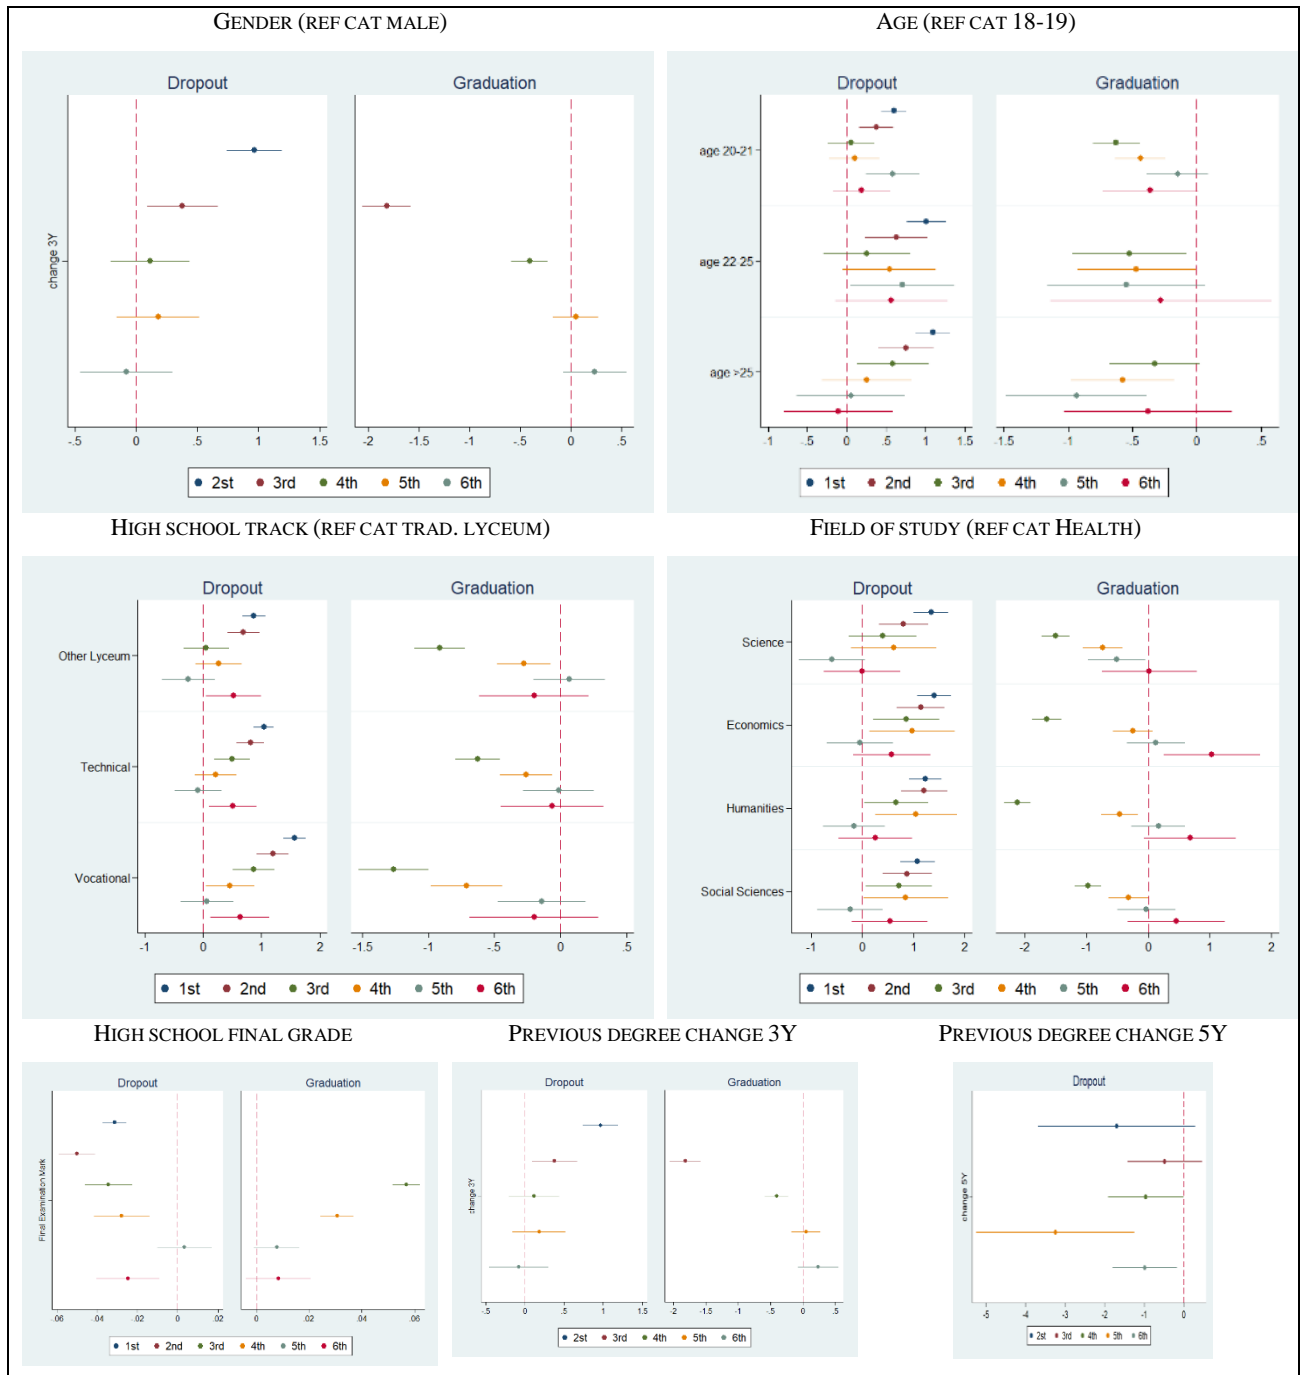 GENDER (REF CAT MALE)
Dropout
Graduation
change 3Y
-.5 0 .5 1 1.5
-2 -1.5 -1 -.5 0 .5
2st 3rd 4th 5th 6th
AGE (REF CAT 18-19)
Dropout
Graduation
age 20-21
age 22 25
age >25
-1 -.5 0 .5 1 1.5
-1 -.5 0 .5
1st 2nd 3rd 4th 5th 6th
HIGH SCHOOL TRACK (REF CAT TRAD. LYCEUM)
Dropout
Graduation
Other Lyceum
Technical
Vocational
-1 0 1 2
-1.5 -1 -.5 0 .5
1st 2nd 3rd 4th 5th 6th
FIELD OF STUDY (REF CAT HEALTH)
Dropout
Graduation
Science
Economics
Humanities
Social Sciences
-1 0 1 2
-2 -1 0 1 2
1st 2nd 3rd 4th 5th 6th
HIGH SCHOOL FINAL GRADE
Dropout
Graduation
Final Examination Mark
.06 -.04 -.02 0 .02
0 .02 .04 .06
1st 2nd 3rd 4th 5th 6th
PREVIOUS DEGREE CHANGE 3Y
Dropout
Graduation
change 3Y
-.5 0 .5 1 1.5
-2 -1.5 -1 -.5 0 .5
2st 3rd 4th 5th 6th
PREVIOUS DEGREE CHANGE 5Y
Dropout
change 5Y
-5 -4 -3 -2 -1 0
2st 3rd 4th 5th 6th